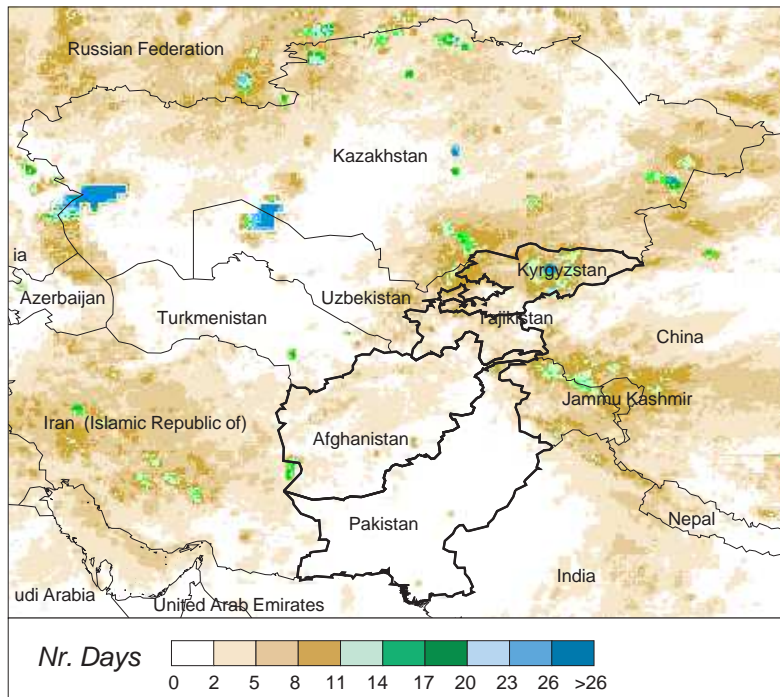 Russian Federation
Kazakhstan
ia
Kyrgyzstan
Azerbaijan
Uzbekistan
Turkmenistan
Tajikistan
China
Jammu Kashmir
Iran (Islamic Republic of)
Afghanistan
Pakistan
Nepal
India
udi Arabia
United Arab Emirates
Nr. Days
0 2 5 8 11 14 17 20 23 26 >26